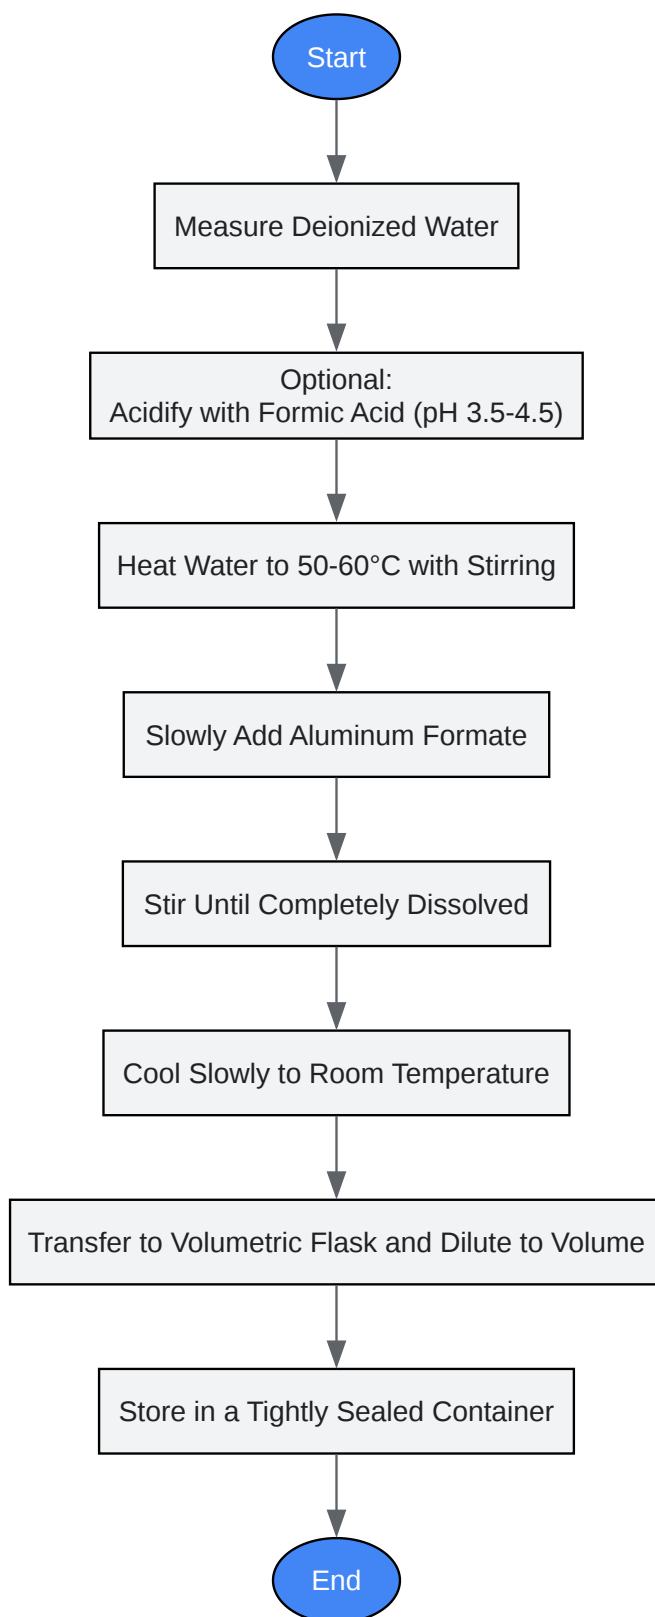 Start
Measure Deionized Water
Optional:
Acidify with Formic Acid (pH 3.5-4.5)
Heat Water to 50-60°C with Stirring
Slowly Add Aluminum Formate
Stir Until Completely Dissolved
Cool Slowly to Room Temperature
Transfer to Volumetric Flask and Dilute to Volume
Store in a Tightly Sealed Container
End